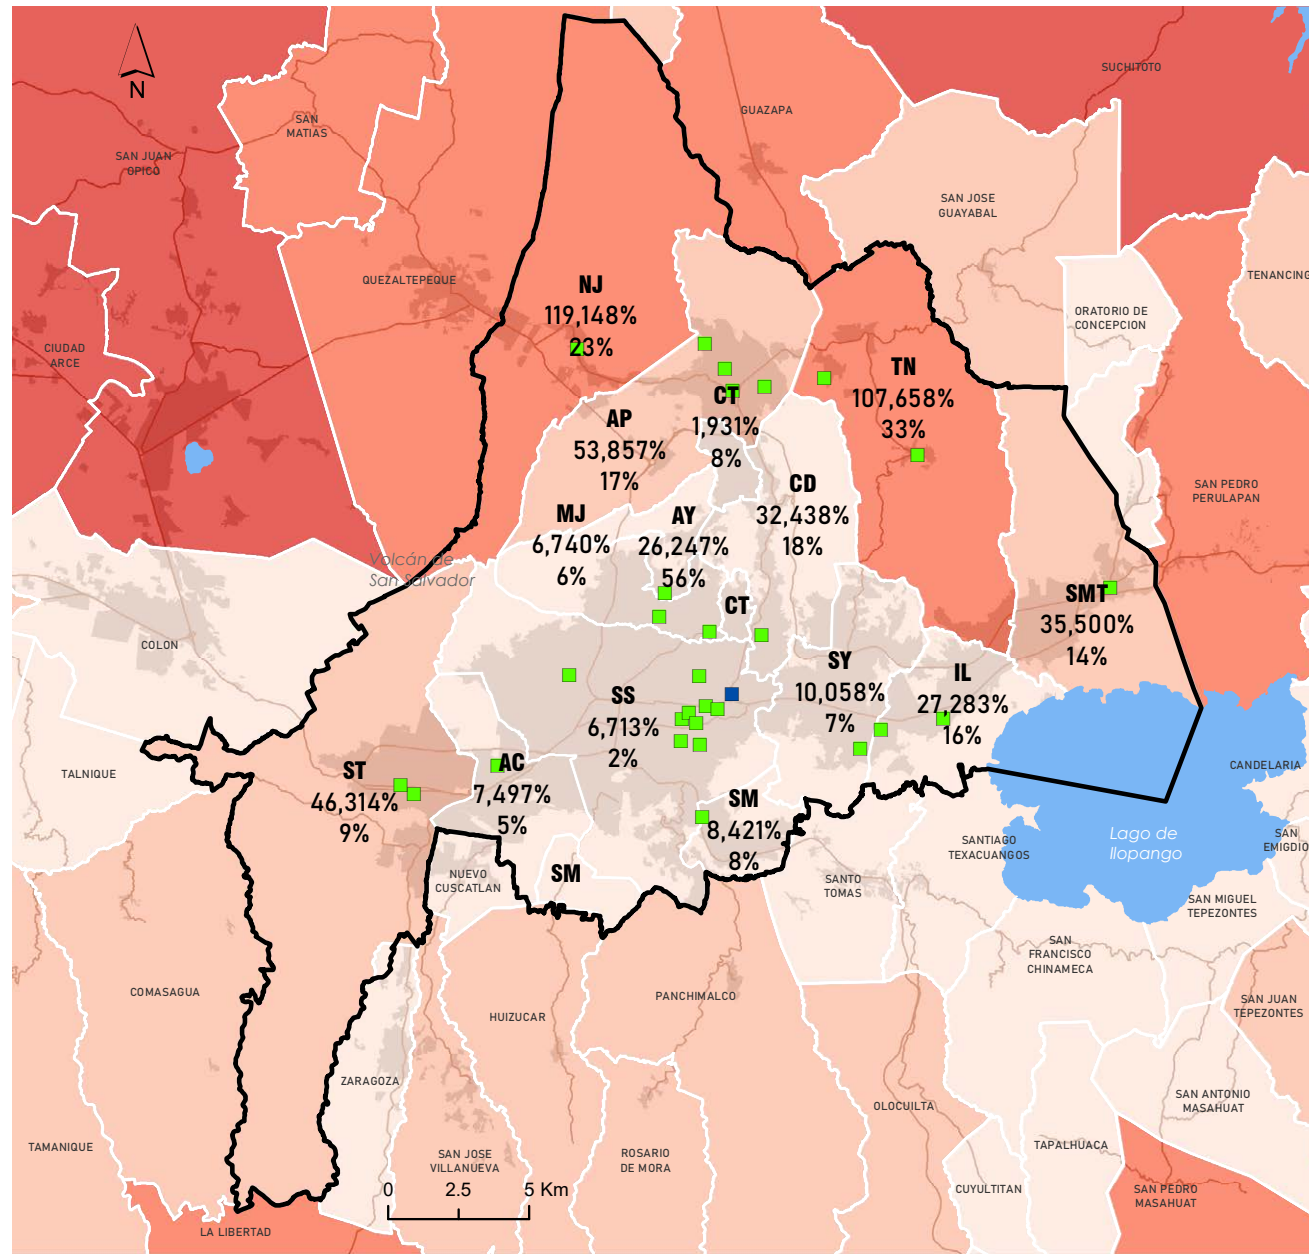 N
SUCHITOTO
GUAZAPA
SAN
MATIAS
SAN JUAN
OPICO
SAN JOSE
GUAYABAL
TENANCING
QUEZALTEPEQUE
NJ
119,148%
23%
ORATORIO DE
CONCEPCION
CIUDAD
ARCE
TN
107,658%
33%
CT
1,931%
8%
AP
53,857%
17%
CD
32,438%
18%
SAN PEDRO
PERULAPAN
MJ
6,740%
6%
AY
26,247%
56%
Volcán de
San Salvador
CT
SMT
35,500%
14%
COLON
SY
10,058%
7%
IL
27,283%
16%
SS
6,713%
2%
TALNIQUE
ST
46,314%
9%
AC
7,497%
5%
CANDELARIA
SM
8,421%
8%
Lago de
Ilopango
SANTIAGO
TEXACUANGOS
SAN
EMIGDIO
NUEVO
CUSCATLAN
SM
SANTO
TOMAS
SAN MIGUEL
TEPEZONTES
SAN
FRANCISCO
CHINAMECA
COMASAGUA
PANCHIMALCO
HUIZUCAR
SAN JUAN
TEPEZONTES
ZARAGOZA
OLOCUILTA
SAN ANTONIO
MASAHUAT
TAMANIQUE
SAN JOSE
VILLANUEVA
ROSARIO
DE MORA
TAPALHUACA
0 2.5 5 Km
CUYULTITAN
SAN PEDRO
MASAHUAT
LA LIBERTAD